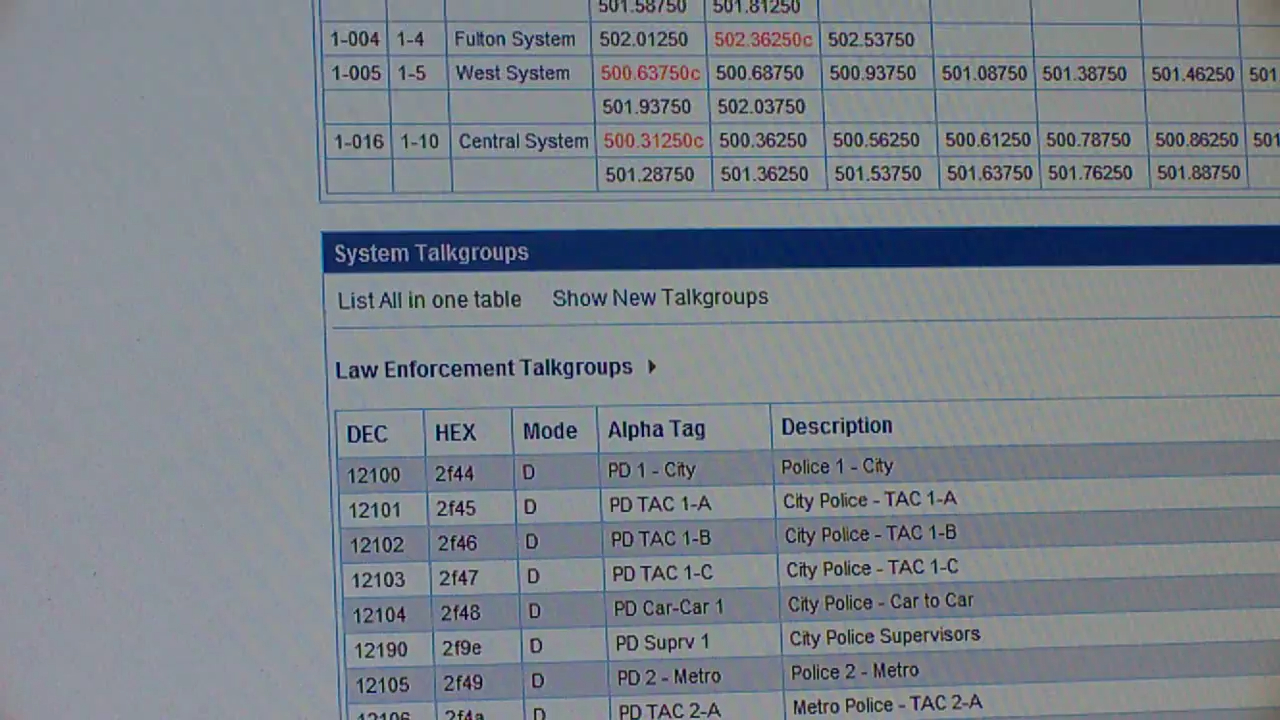 501.58750 501.81250
1-004 1-4 Fulton System 502.01250 502.36250c 502.53750
1-005 1-5 West System 500.63750c 500.68750 500.93750 501.08750 501.38750 501.46250 501
501.93750 502.03750
1-016 1-10 Central System 500.31250c 500.36250 500.56250 500.61250 500.78750 500.86250 501
501.28750 501.36250 501.53750 501.63750 501.76250 501.88750
System Talkgroups
List All in one table Show New Talkgroups
Law Enforcement Talkgroups
DEC HEX Mode Alpha Tag Description
12100 2f44 D PD 1 - City Police 1 - City
12101 2f45 D PD TAC 1-A City Police - TAC 1-A
12102 2f46 D PD TAC 1-B City Police - TAC 1-B
12103 2f47 D PD TAC 1-C City Police - TAC 1-C
12104 2f48 D PD Car-Car 1 City Police - Car to Car
12190 2f9e D PD Suprv 1 City Police Supervisors
12105 2f49 D PD 2 - Metro Police 2 - Metro
12106 2f4a D PD TAC 2-A Metro Police - TAC 2-A